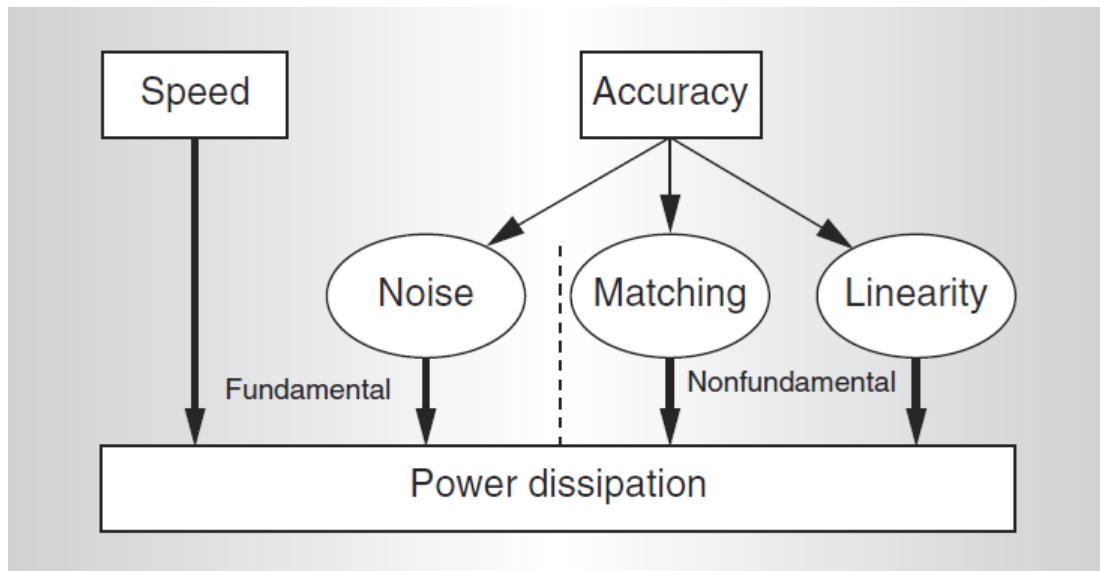 Speed
Accuracy
Noise
Matching
Linearity
Fundamental
Nonfundamental
Power dissipation